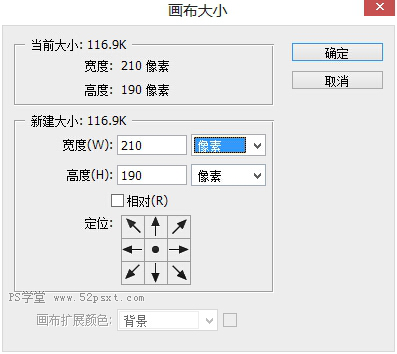 画布大小
当前大小: 116.9K
宽度: 210 像素
高度: 190 像素
确定
取消
新建大小: 116.9K
宽度(W): 210 像素
高度(H): 190 像素
相对(R)
定位:
PS学堂 www.52psxt.com
画布扩展颜色: 背景